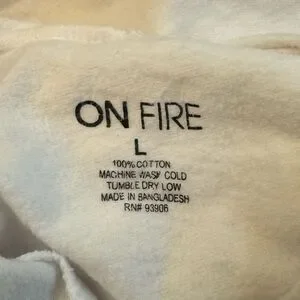 ON FIRE
L
100% COTTON
MACHINE WASH COLD
TUMBLE DRY LOW
MADE IN BANGLADESH
RN# 93906